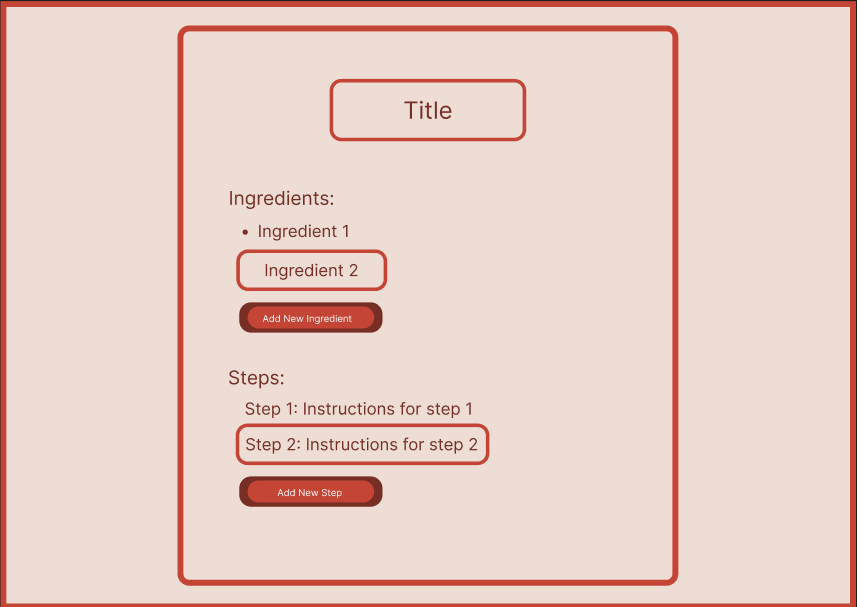 Title
Ingredients:
• Ingredient 1
Ingredient 2
Add New Ingredient
Steps:
Step 1: Instructions for step 1
Step 2: Instructions for step 2
Add New Step